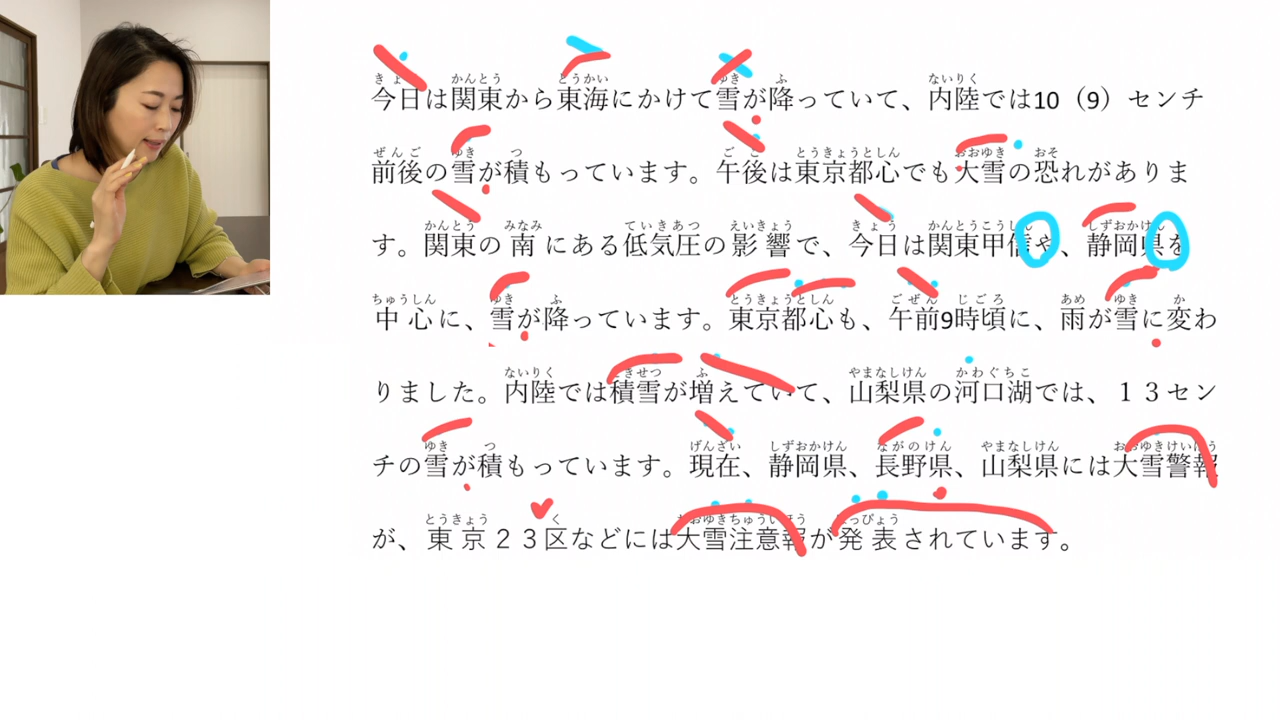 今日は関東から東海にかけて雪が降っていて、内陸では10（9）センチ
前後の雪が積もっています。午後は東京都心でも大雪の恐れがありま
す。関東の南にある低気圧の影響で、今日は関東甲信や、静岡県を
中心に、雪が降っています。東京都心も、午前9時頃に、雨が雪に変わ
りました。内陸では積雪が増えていて、山梨県の河口湖では、１３セン
チの雪が積もっています。現在、静岡県、長野県、山梨県には大雪警報
が、東京２３区などには大雪注意報が発表されています。